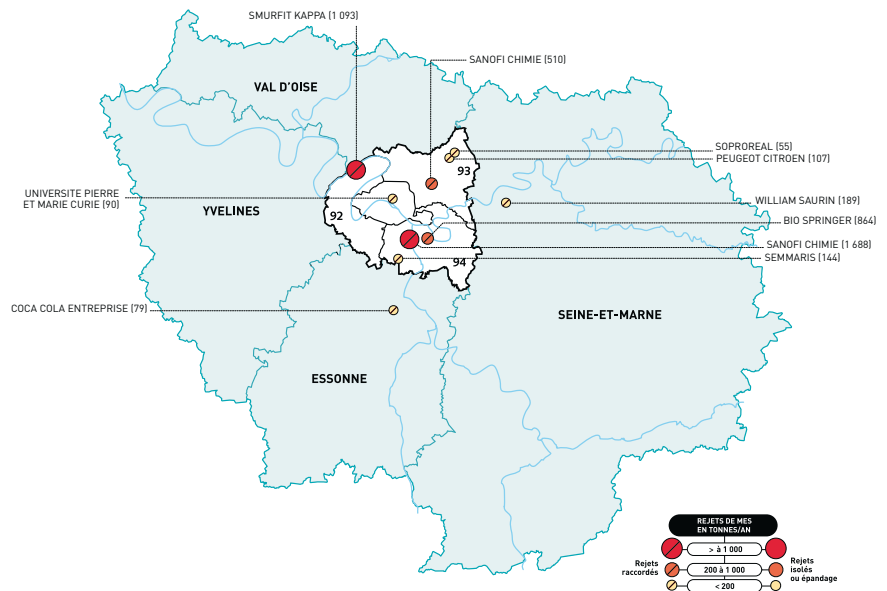 SMURFIT KAPPA (1 093)
SANOFI CHIMIE (510)
VAL D'OISE
SOPROREAL (55)
PEUGEOT CITROEN (107)
93
UNIVERSITE PIERRE
ET MARIE CURIE (90)
YVELINES
92
WILLIAM SAURIN (189)
BIO SPRINGER (864)
SANOFI CHIMIE (1 688)
SEMMARIS (144)
94
COCA COLA ENTREPRISE (79)
SEINE-ET-MARNE
ESSONNE
REJETS DE MES
EN TONNES/AN
> à 1 000
Rejets
raccordés
200 à 1 000
Rejets
isolés
ou épandage
< 200